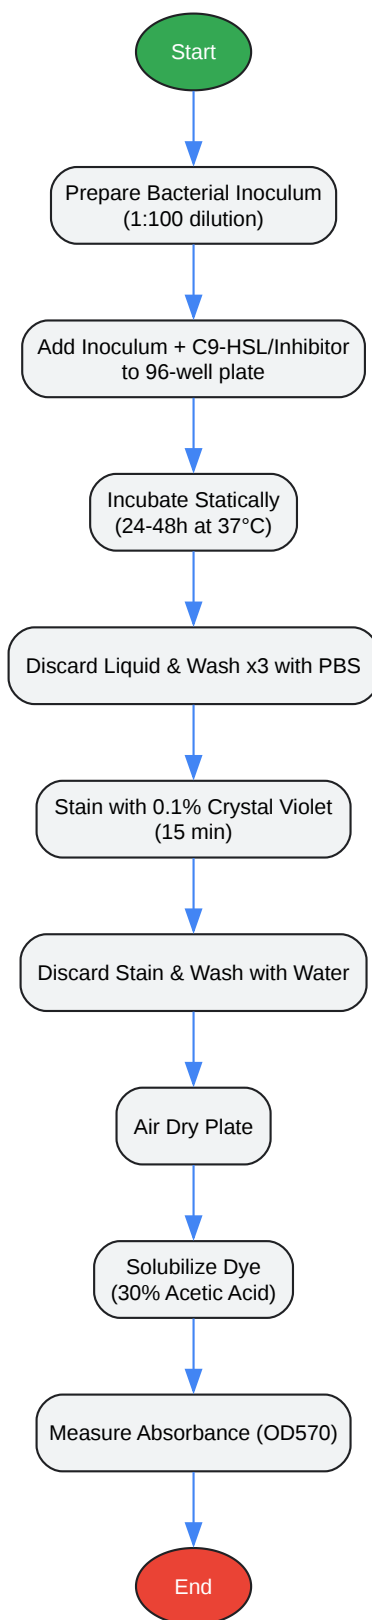 Start
Prepare Bacterial Inoculum
(1:100 dilution)
Add Inoculum + C9-HSL/Inhibitor
to 96-well plate
Incubate Statically
(24-48h at 37°C)
Discard Liquid & Wash x3 with PBS
Stain with 0.1% Crystal Violet
(15 min)
Discard Stain & Wash with Water
Air Dry Plate
Solubilize Dye
(30% Acetic Acid)
Measure Absorbance (OD570)
End